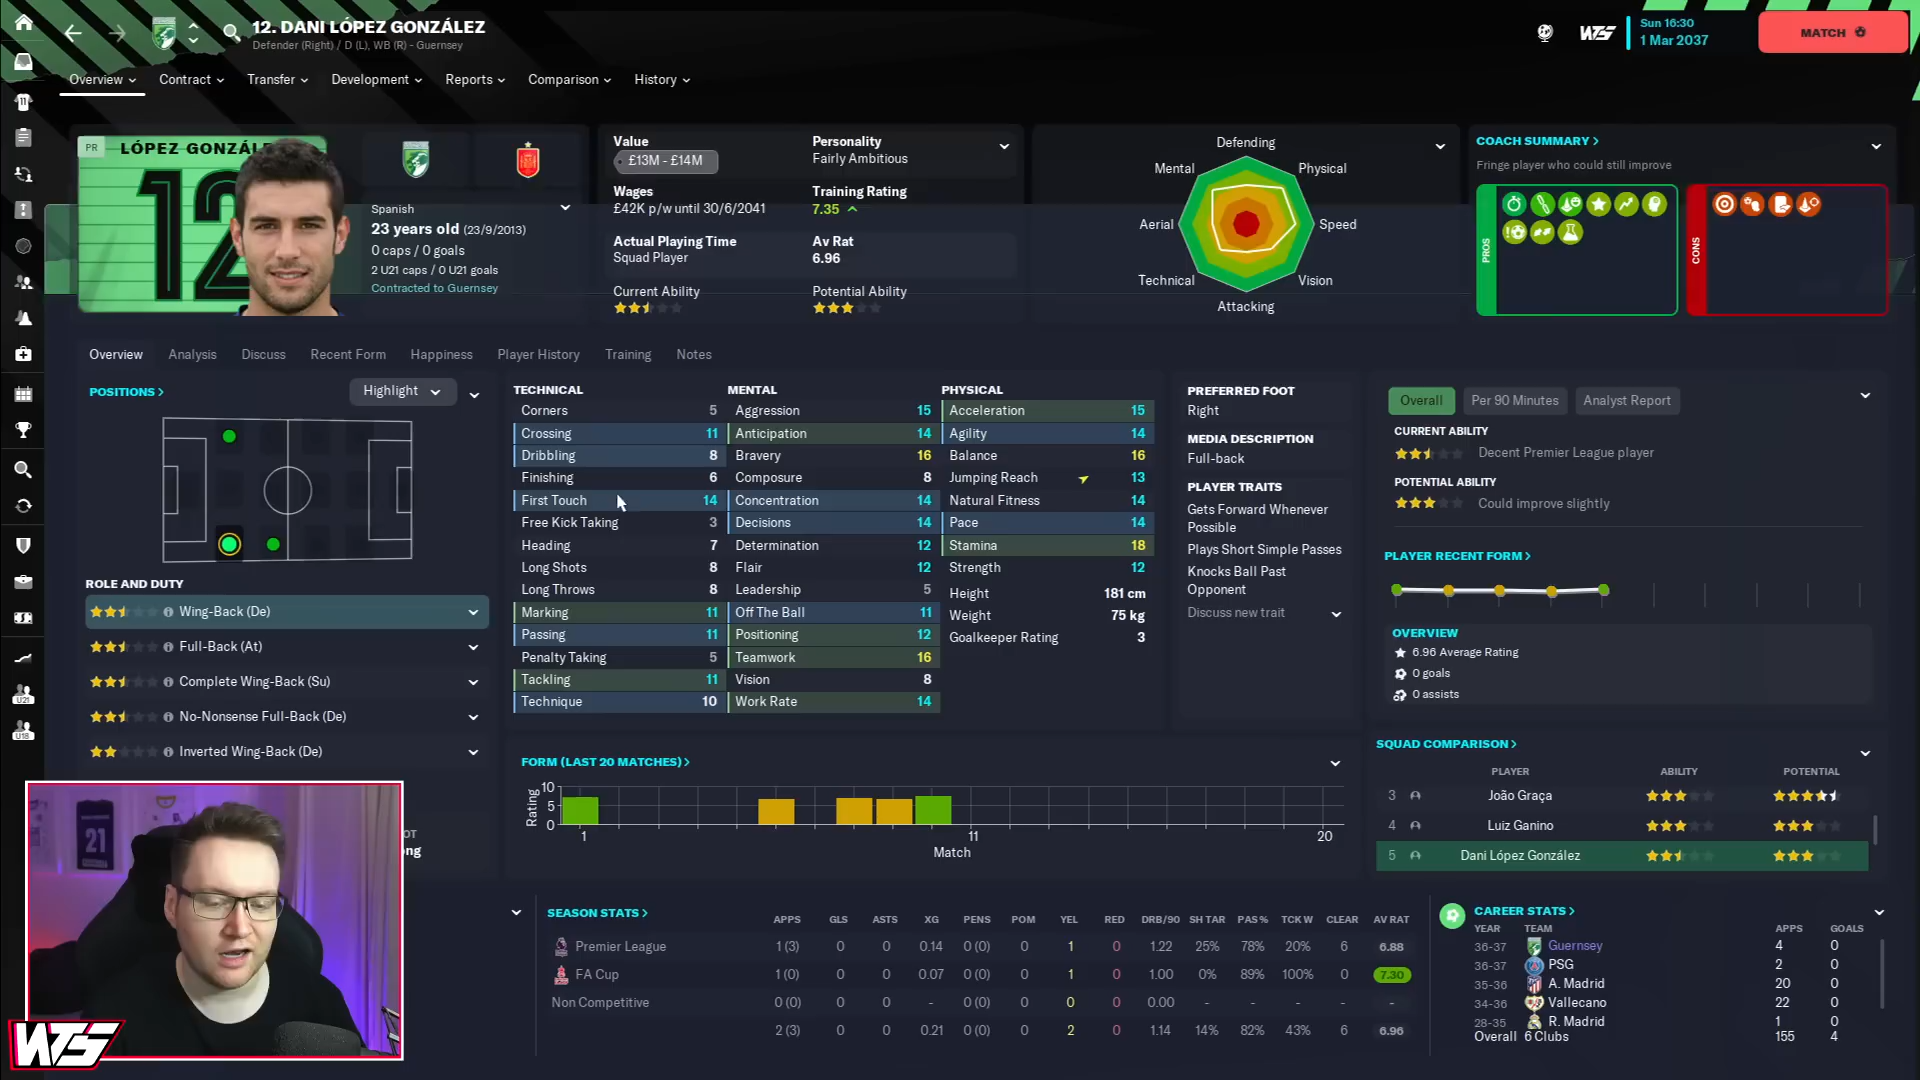 12. DANI LÓPEZ GONZÁLEZ
Defender (Right) / D (L), WB (R) - Guernsey
WTS
Sun 16:30
1 Mar 2037
MATCH
Overview
Contract
Transfer
Development
Reports
Comparison
History
PR
LÓPEZ GONZÁL
12
Spanish
23 years old (23/9/2013)
0 caps / 0 goals
2 U21 caps / 0 U21 goals
Contracted to Guernsey
Value
£13M - £14M
Wages
£42K p/w until 30/6/2041
Actual Playing Time
Squad Player
Current Ability
Personality
Fairly Ambitious
Training Rating
7.35
Av Rat
6.96
Potential Ability
Defending
Mental
Physical
Aerial
Speed
Technical
Vision
Attacking
COACH SUMMARY >
Fringe player who could still improve
PROS
CONS
Overview
Analysis
Discuss
Recent Form
Happiness
Player History
Training
Notes
POSITIONS >
Highlight
ROLE AND DUTY
Wing-Back (De)
Full-Back (At)
Complete Wing-Back (Su)
No-Nonsense Full-Back (De)
Inverted Wing-Back (De)
TECHNICAL
Corners 5
Crossing 11
Dribbling 8
Finishing 6
First Touch 14
Free Kick Taking 3
Heading 7
Long Shots 8
Long Throws 8
Marking 11
Passing 11
Penalty Taking 5
Tackling 11
Technique 10
MENTAL
Aggression 15
Anticipation 14
Bravery 16
Composure 8
Concentration 14
Decisions 14
Determination 12
Flair 12
Leadership 5
Off The Ball 11
Positioning 12
Teamwork 16
Vision 8
Work Rate 14
PHYSICAL
Acceleration 15
Agility 14
Balance 16
Jumping Reach 13
Natural Fitness 14
Pace 14
Stamina 18
Strength 12
Height 181 cm
Weight 75 kg
Goalkeeper Rating 3
PREFERRED FOOT
Right
MEDIA DESCRIPTION
Full-back
PLAYER TRAITS
Gets Forward Whenever
Possible
Plays Short Simple Passes
Knocks Ball Past
Opponent
Discuss new trait
Overall
Per 90 Minutes
Analyst Report
CURRENT ABILITY
Decent Premier League player
POTENTIAL ABILITY
Could improve slightly
PLAYER RECENT FORM >
OVERVIEW
6.96 Average Rating
0 goals
0 assists
SQUAD COMPARISON >
PLAYER ABILITY POTENTIAL
3 João Graça
4 Luiz Ganino
5 Dani López González
FORM (LAST 20 MATCHES) >
Rating
10
5
0
1
11
20
Match
OT
ong
SEASON STATS >
APPS GLS ASTS XG PENS POM YEL RED DRB/90 SH TAR PAS % TCK W CLEAR AV RAT
Premier League 1 (3) 0 0 0.14 0 (0) 0 1 0 1.22 25% 78% 20% 6 6.88
FA Cup 1 (0) 0 0 0.07 0 (0) 0 1 0 1.00 0% 89% 100% 0 7.30
Non Competitive 0 (0) 0 0 - 0 (0) 0 0 0 0.00 - - - - -
2 (3) 0 0 0.21 0 (0) 0 2 0 1.14 14% 82% 43% 6 6.96
CAREER STATS >
YEAR TEAM APPS GOALS
36-37 Guernsey 4 0
36-37 PSG 2 0
35-36 A. Madrid 20 0
34-36 Vallecano 22 0
28-35 R. Madrid 1 0
Overall 6 Clubs 155 4
11
U21
U18
21
WTS